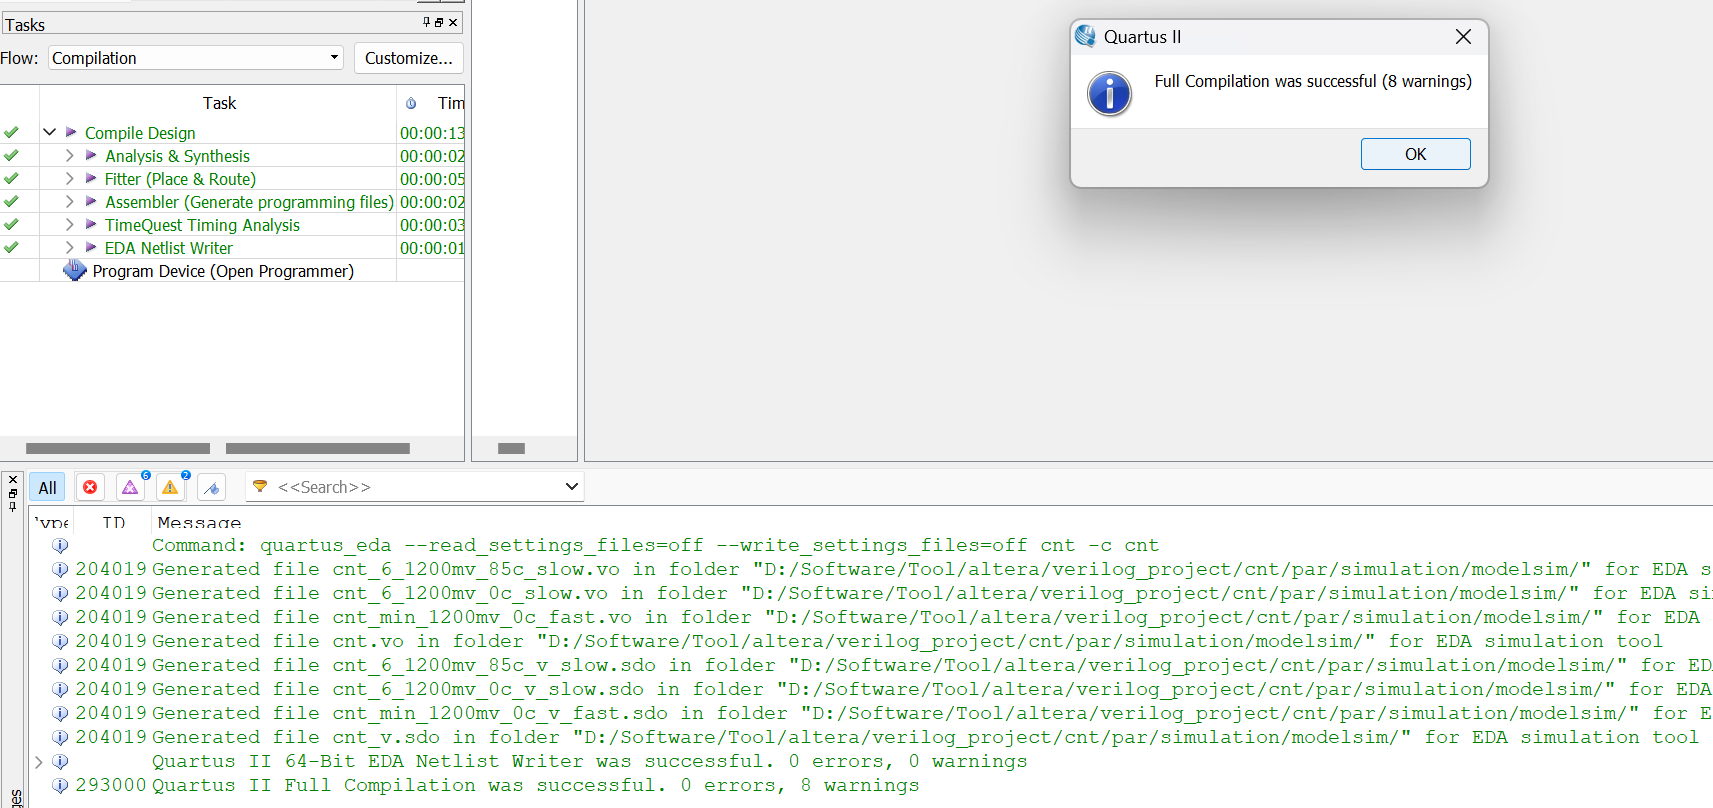 Tasks
Flow: Compilation Customize...
Task Tim
Compile Design 00:00:13
Analysis & Synthesis 00:00:02
Fitter (Place & Route) 00:00:05
Assembler (Generate programming files) 00:00:02
TimeQuest Timing Analysis 00:00:03
EDA Netlist Writer 00:00:01
Program Device (Open Programmer)
Quartus II
Full Compilation was successful (8 warnings)
OK
All 6 2 <<Search>>
Type ID Message
Command: quartus_eda --read_settings_files=off --write_settings_files=off cnt -c cnt
204019 Generated file cnt_6_1200mv_85c_slow.vo in folder "D:/Software/Tool/altera/verilog_project/cnt/par/simulation/modelsim/" for EDA s
204019 Generated file cnt_6_1200mv_0c_slow.vo in folder "D:/Software/Tool/altera/verilog_project/cnt/par/simulation/modelsim/" for EDA si
204019 Generated file cnt_min_1200mv_0c_fast.vo in folder "D:/Software/Tool/altera/verilog_project/cnt/par/simulation/modelsim/" for EDA
204019 Generated file cnt.vo in folder "D:/Software/Tool/altera/verilog_project/cnt/par/simulation/modelsim/" for EDA simulation tool
204019 Generated file cnt_6_1200mv_85c_v_slow.sdo in folder "D:/Software/Tool/altera/verilog_project/cnt/par/simulation/modelsim/" for ED
204019 Generated file cnt_6_1200mv_0c_v_slow.sdo in folder "D:/Software/Tool/altera/verilog_project/cnt/par/simulation/modelsim/" for EDA
204019 Generated file cnt_min_1200mv_0c_v_fast.sdo in folder "D:/Software/Tool/altera/verilog_project/cnt/par/simulation/modelsim/" for E
204019 Generated file cnt_v.sdo in folder "D:/Software/Tool/altera/verilog_project/cnt/par/simulation/modelsim/" for EDA simulation tool
Quartus II 64-Bit EDA Netlist Writer was successful. 0 errors, 0 warnings
293000 Quartus II Full Compilation was successful. 0 errors, 8 warnings